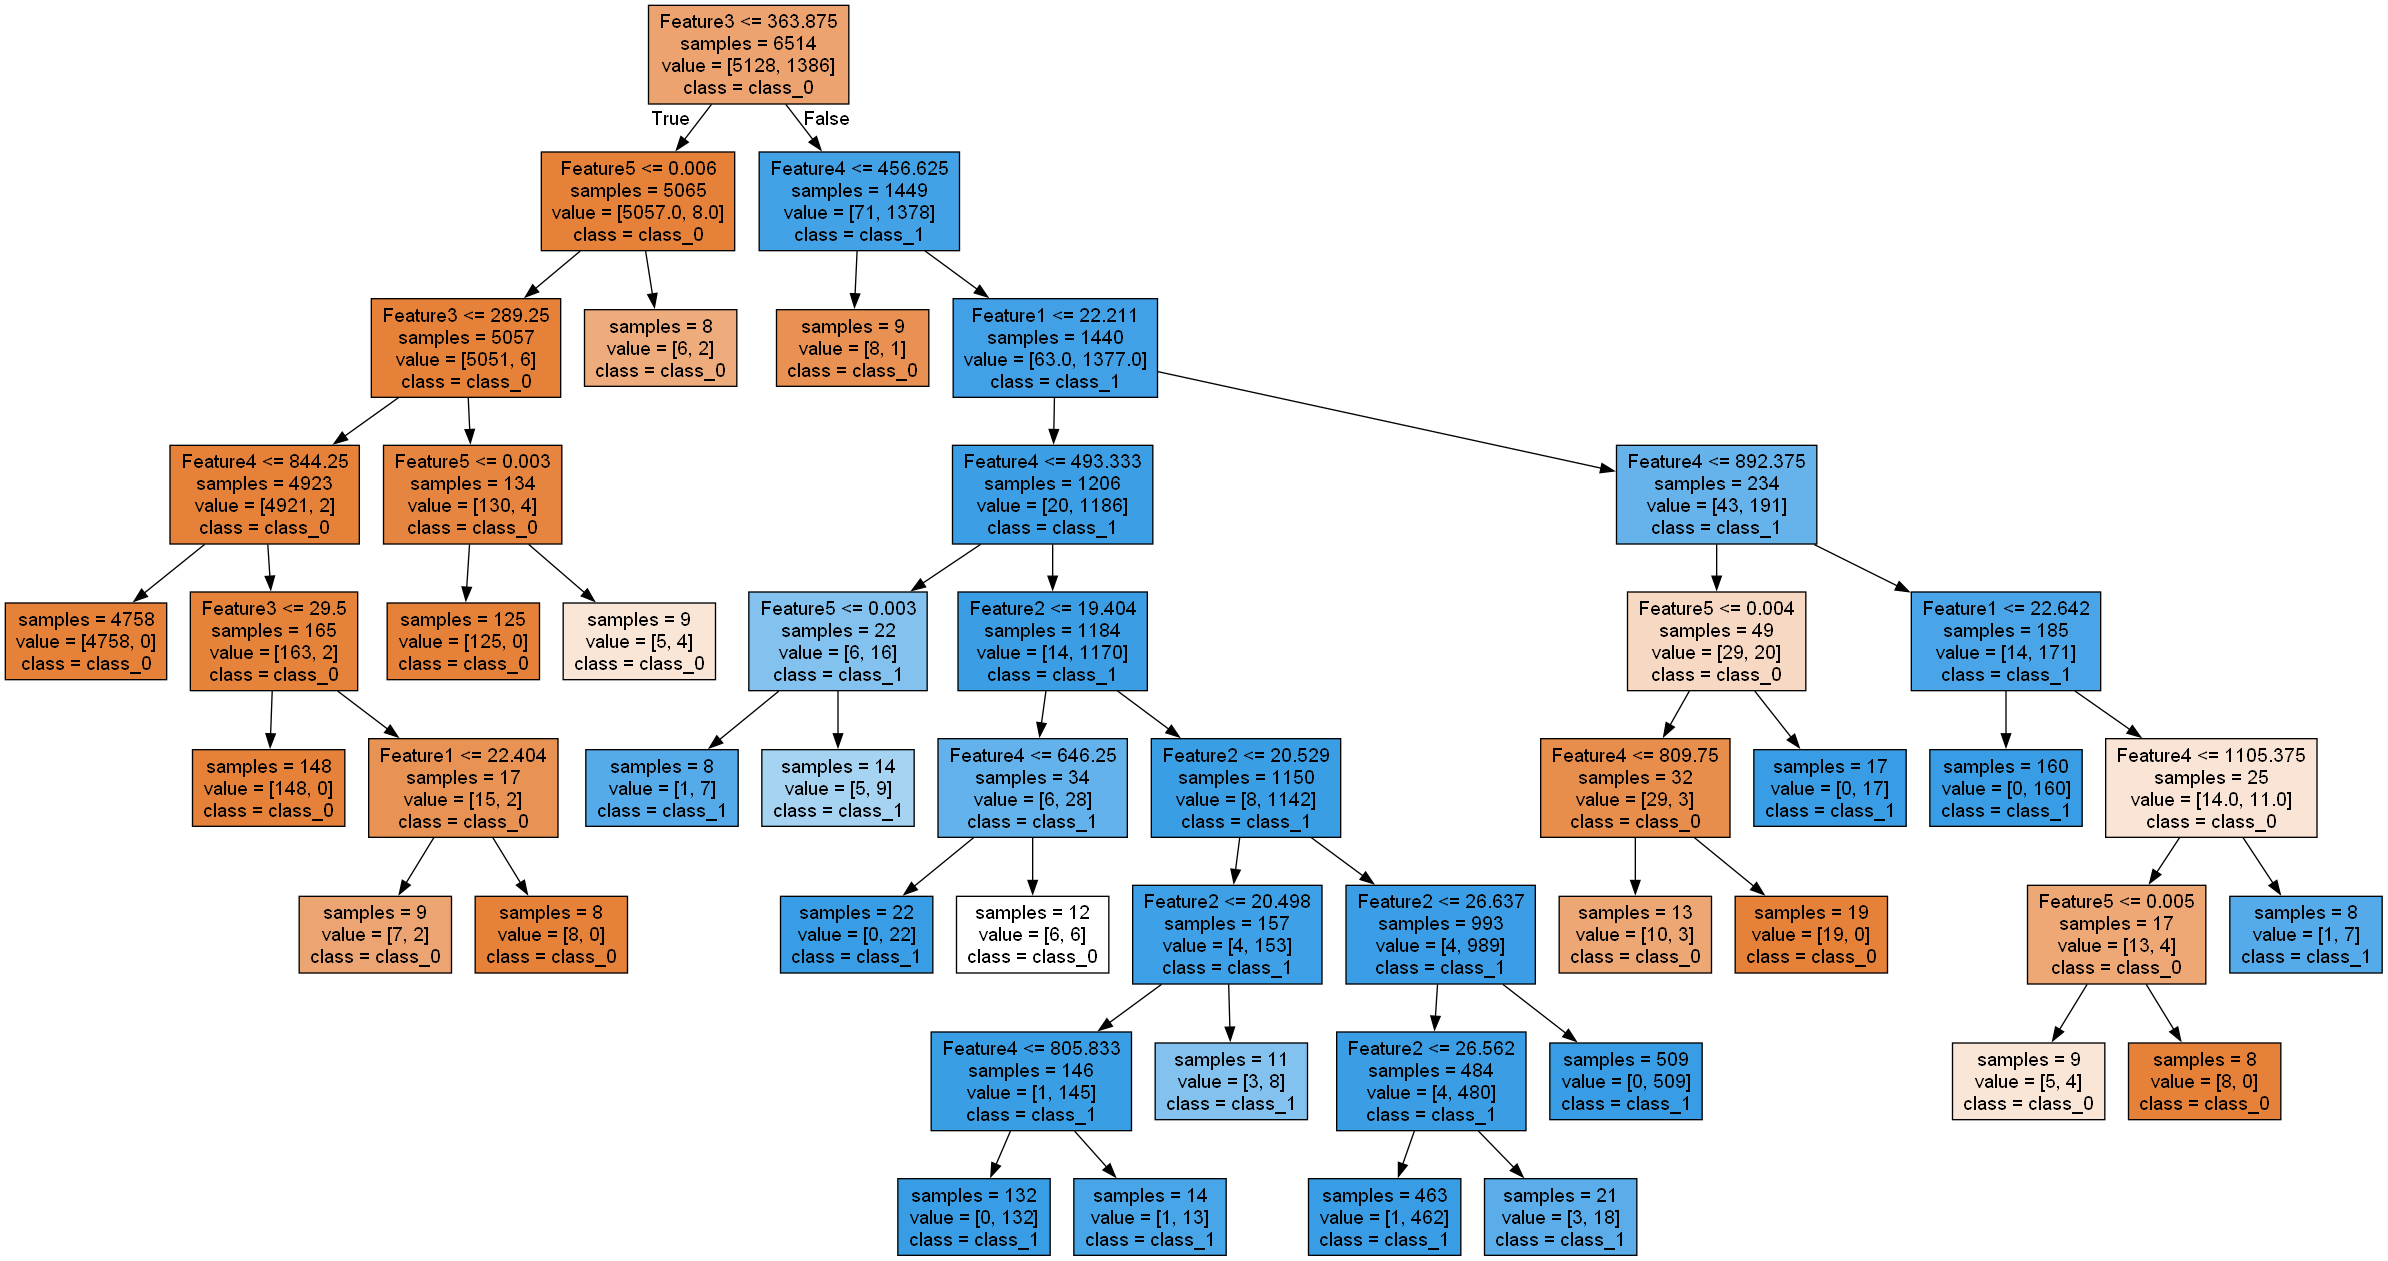 Feature3 <= 363.875
samples = 6514
value = [5128, 1386]
class = class_0
True
False
Feature5 <= 0.006
samples = 5065
value = [5057.0, 8.0]
class = class_0
Feature4 <= 456.625
samples = 1449
value = [71, 1378]
class = class_1
Feature3 <= 289.25
samples = 5057
value = [5051, 6]
class = class_0
samples = 8
value = [6, 2]
class = class_0
samples = 9
value = [8, 1]
class = class_0
Feature1 <= 22.211
samples = 1440
value = [63.0, 1377.0]
class = class_1
Feature4 <= 844.25
samples = 4923
value = [4921, 2]
class = class_0
Feature5 <= 0.003
samples = 134
value = [130, 4]
class = class_0
Feature4 <= 493.333
samples = 1206
value = [20, 1186]
class = class_1
Feature4 <= 892.375
samples = 234
value = [43, 191]
class = class_1
samples = 4758
value = [4758, 0]
class = class_0
Feature3 <= 29.5
samples = 165
value = [163, 2]
class = class_0
samples = 125
value = [125, 0]
class = class_0
samples = 9
value = [5, 4]
class = class_0
Feature5 <= 0.003
samples = 22
value = [6, 16]
class = class_1
Feature2 <= 19.404
samples = 1184
value = [14, 1170]
class = class_1
Feature5 <= 0.004
samples = 49
value = [29, 20]
class = class_0
Feature1 <= 22.642
samples = 185
value = [14, 171]
class = class_1
samples = 148
value = [148, 0]
class = class_0
Feature1 <= 22.404
samples = 17
value = [15, 2]
class = class_0
samples = 8
value = [1, 7]
class = class_1
samples = 14
value = [5, 9]
class = class_1
Feature4 <= 646.25
samples = 34
value = [6, 28]
class = class_1
Feature2 <= 20.529
samples = 1150
value = [8, 1142]
class = class_1
Feature4 <= 809.75
samples = 32
value = [29, 3]
class = class_0
samples = 17
value = [0, 17]
class = class_1
samples = 160
value = [0, 160]
class = class_1
Feature4 <= 1105.375
samples = 25
value = [14.0, 11.0]
class = class_0
samples = 9
value = [7, 2]
class = class_0
samples = 8
value = [8, 0]
class = class_0
samples = 22
value = [0, 22]
class = class_1
samples = 12
value = [6, 6]
class = class_0
Feature2 <= 20.498
samples = 157
value = [4, 153]
class = class_1
Feature2 <= 26.637
samples = 993
value = [4, 989]
class = class_1
samples = 13
value = [10, 3]
class = class_0
samples = 19
value = [19, 0]
class = class_0
Feature5 <= 0.005
samples = 17
value = [13, 4]
class = class_0
samples = 8
value = [1, 7]
class = class_1
Feature4 <= 805.833
samples = 146
value = [1, 145]
class = class_1
samples = 11
value = [3, 8]
class = class_1
Feature2 <= 26.562
samples = 484
value = [4, 480]
class = class_1
samples = 509
value = [0, 509]
class = class_1
samples = 9
value = [5, 4]
class = class_0
samples = 8
value = [8, 0]
class = class_0
samples = 132
value = [0, 132]
class = class_1
samples = 14
value = [1, 13]
class = class_1
samples = 463
value = [1, 462]
class = class_1
samples = 21
value = [3, 18]
class = class_1